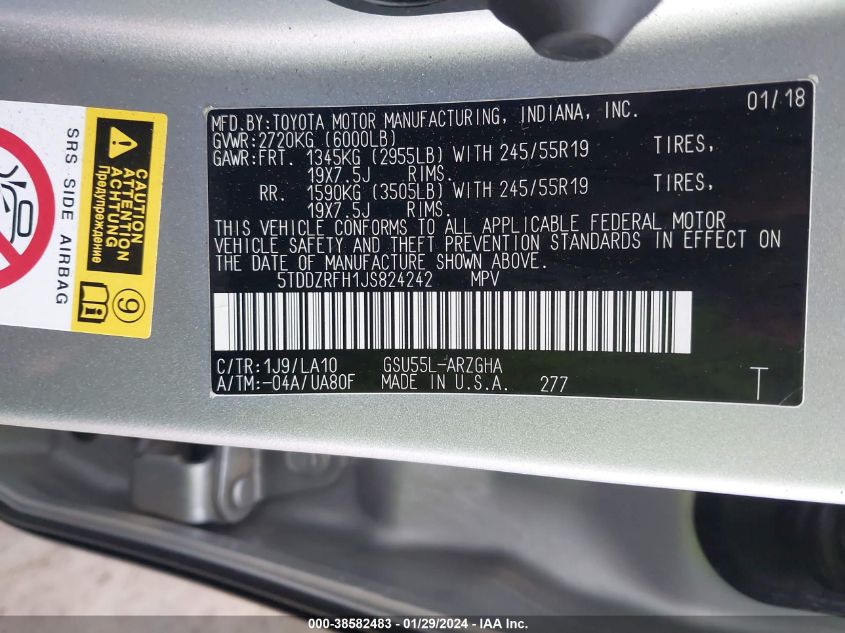 MFD.BY:TOYOTA MOTOR MANUFACTURING, INDIANA, INC. 01/18
GVWR:2720KG (6000LB)
GAWR:FRT. 1345KG (2955LB) WITH 245/55R19 TIRES,
19X7.5J RIMS.
RR. 1590KG (3505LB) WITH 245/55R19 TIRES,
19X7.5J RIMS.
THIS VEHICLE CONFORMS TO ALL APPLICABLE FEDERAL MOTOR
VEHICLE SAFETY AND THEFT PREVENTION STANDARDS IN EFFECT ON
THE DATE OF MANUFACTURE SHOWN ABOVE.
5TDDZRFH1JS824242 MPV
C/TR:1J9/LA10 GSU55L-ARZGHA
A/TM:-04A/UA80F MADE IN U.S.A. 277 T
SRS SIDE AIRBAG
CAUTION
ATTENTION
ACHTUNG
Предупреждение
9
000-38582483 - 01/29/2024 - IAAI.COM